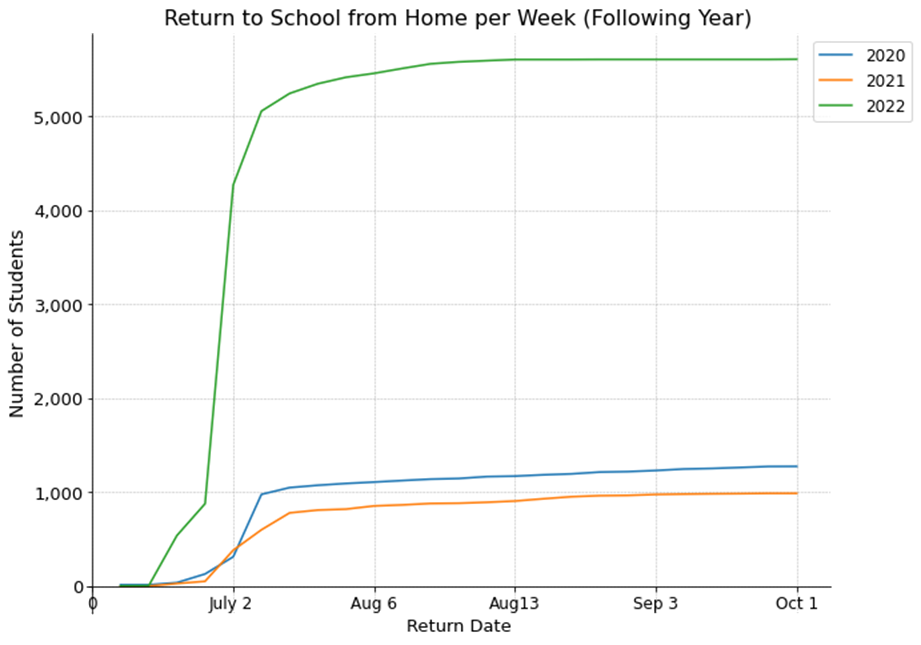 Return to School from Home per Week (Following Year)
2020
2021
2022
Number of Students
5,000
4,000
3,000
2,000
1,000
0
0 July 2 Aug 6 Aug13 Sep 3 Oct 1
Return Date